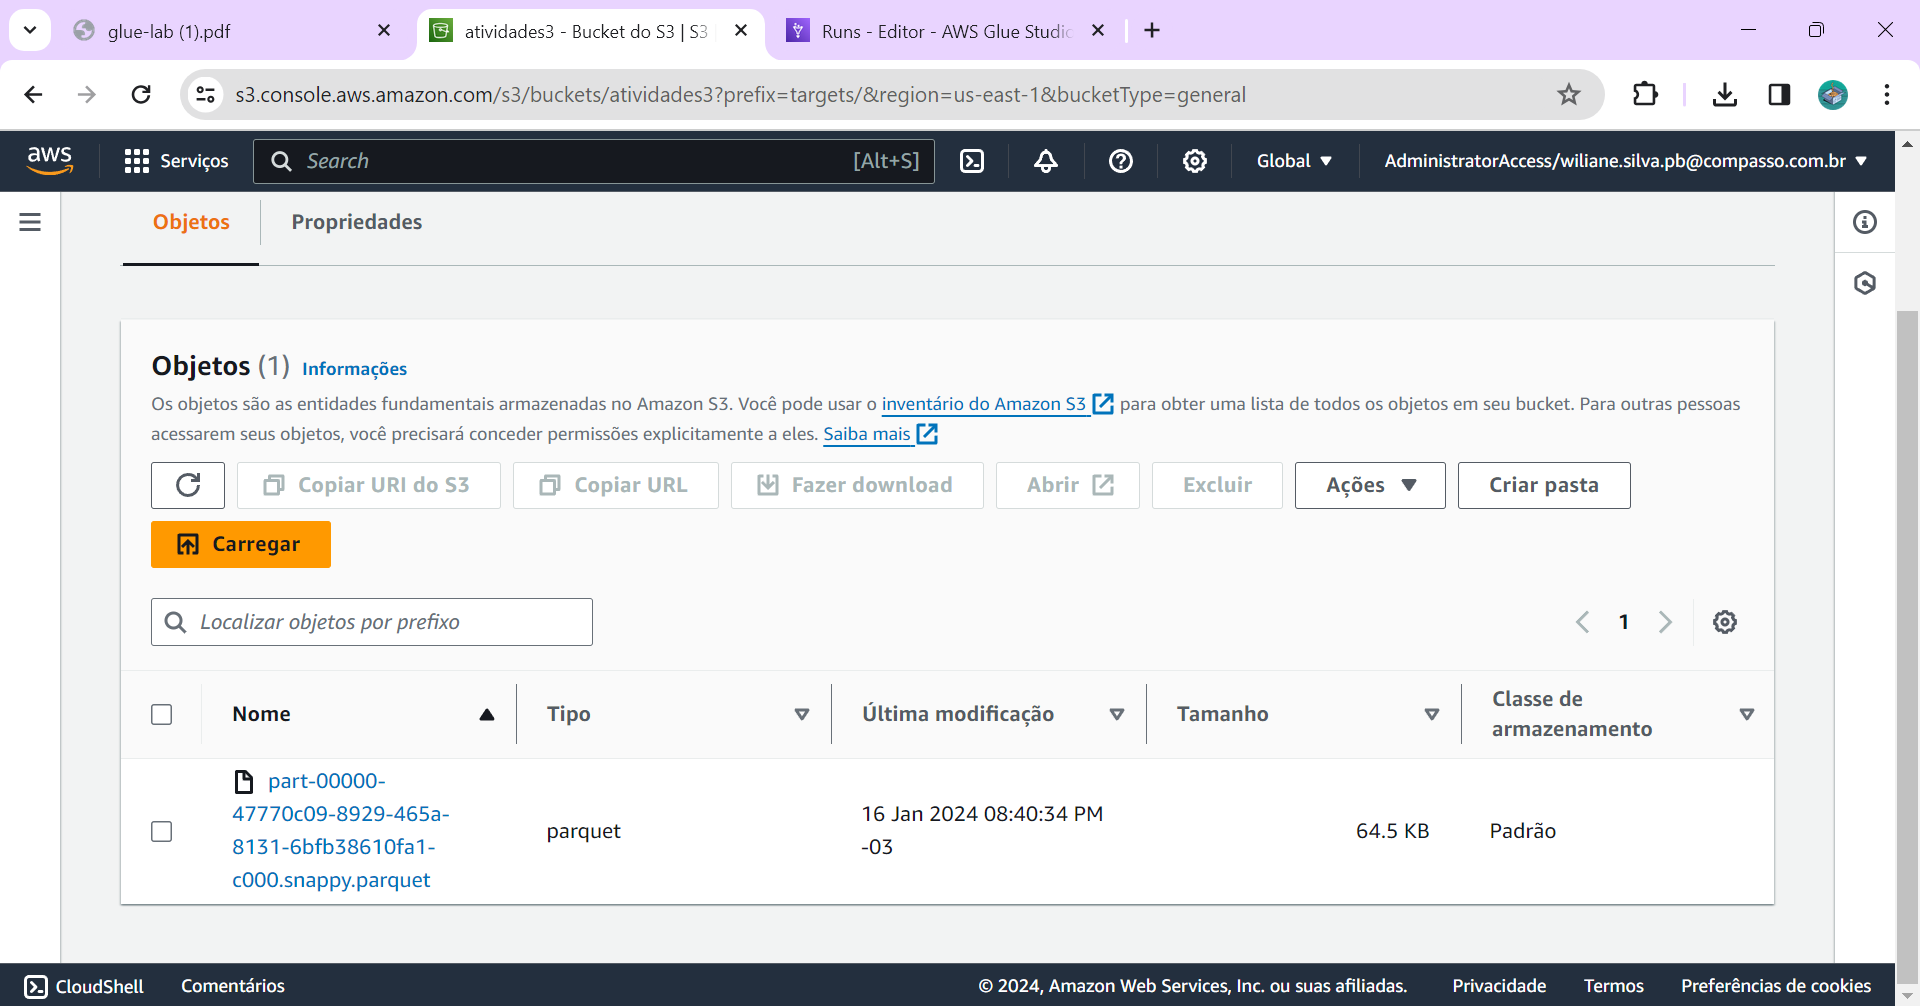 glue-lab (1).pdf
atividades3 - Bucket do S3 | S3
Runs - Editor - AWS Glue Studio
s3.console.aws.amazon.com/s3/buckets/atividades3?prefix=targets/&region=us-east-1&bucketType=general
aws
Serviços
Search
[Alt+S]
Global
AdministratorAccess/wiliane.silva.pb@compasso.com.br
Objetos
Propriedades
Objetos (1) Informações
Os objetos são as entidades fundamentais armazenadas no Amazon S3. Você pode usar o inventário do Amazon S3 para obter uma lista de todos os objetos em seu bucket. Para outras pessoas
acessarem seus objetos, você precisará conceder permissões explicitamente a eles. Saiba mais
Copiar URI do S3
Copiar URL
Fazer download
Abrir
Excluir
Ações
Criar pasta
Carregar
Localizar objetos por prefixo
1
Nome
Tipo
Última modificação
Tamanho
Classe de
armazenamento
part-00000-
47770c09-8929-465a-
8131-6bfb38610fa1-
c000.snappy.parquet
parquet
16 Jan 2024 08:40:34 PM
-03
64.5 KB
Padrão
CloudShell
Comentários
© 2024, Amazon Web Services, Inc. ou suas afiliadas.
Privacidade
Termos
Preferências de cookies